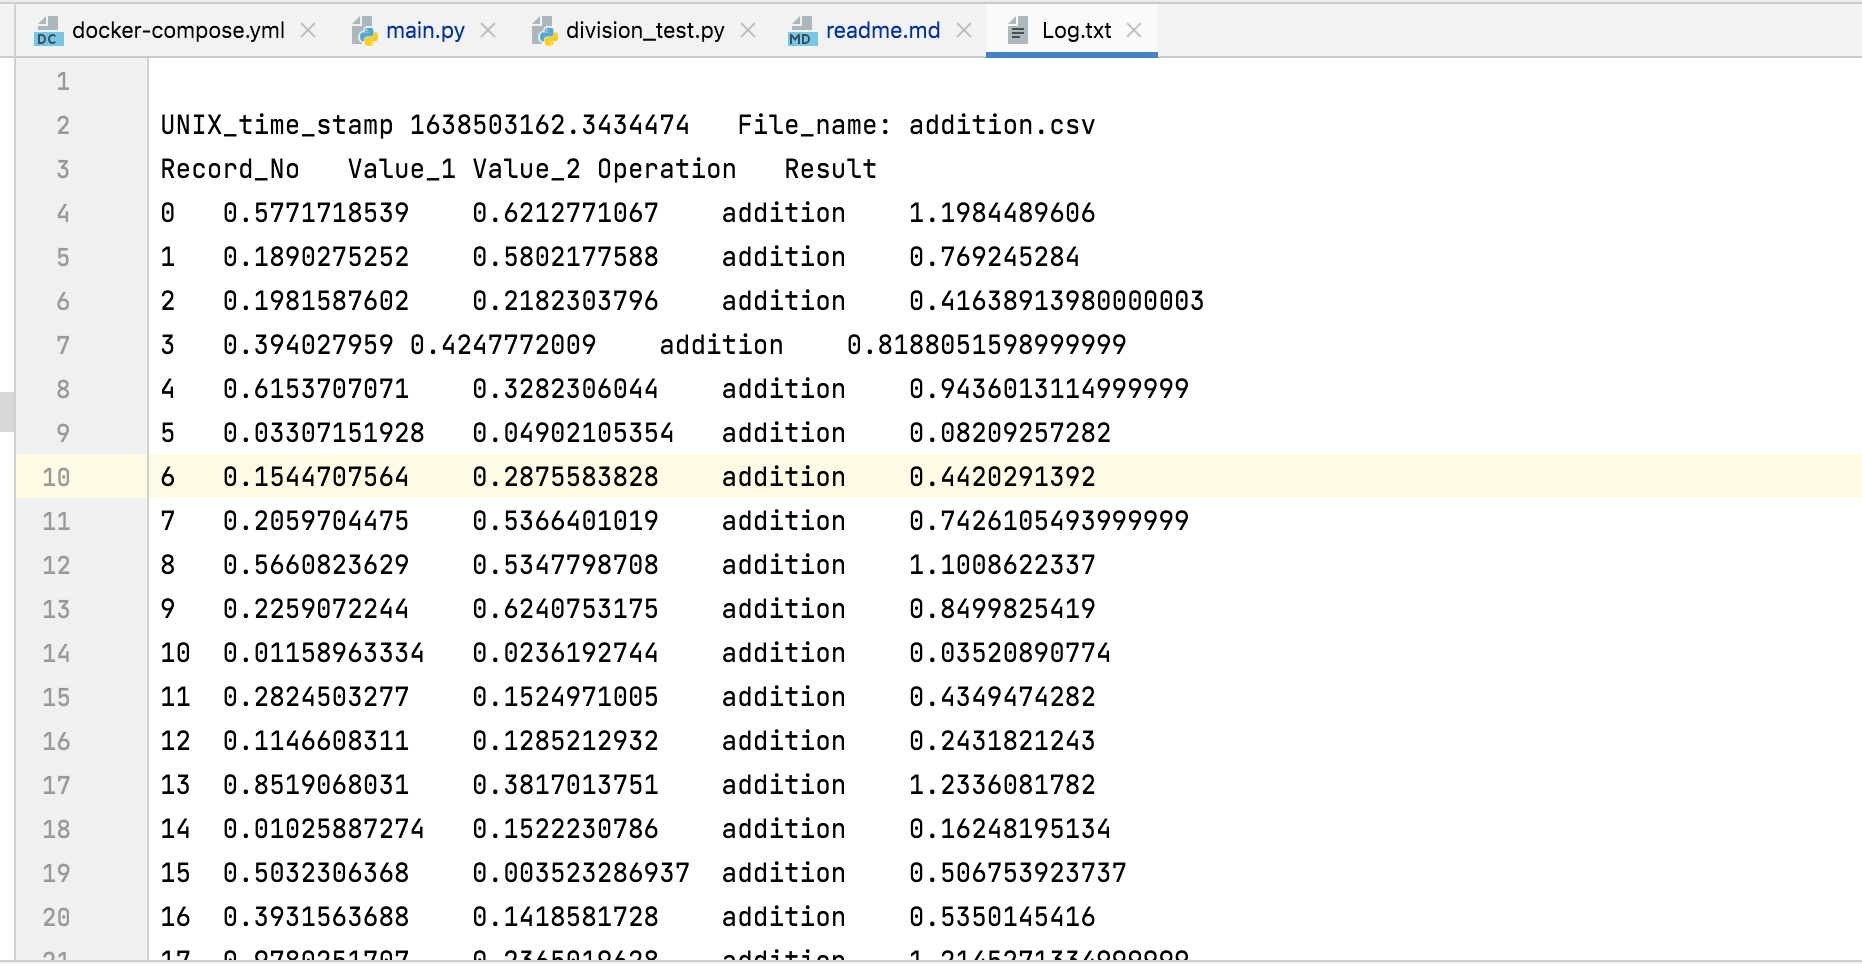 docker-compose.yml main.py division_test.py readme.md Log.txt
1
2 UNIX_time_stamp 1638503162.3434474 File_name: addition.csv
3 Record_No Value_1 Value_2 Operation Result
4 0 0.5771718539 0.6212771067 addition 1.1984489606
5 1 0.1890275252 0.5802177588 addition 0.769245284
6 2 0.1981587602 0.2182303796 addition 0.41638913980000003
7 3 0.394027959 0.4247772009 addition 0.8188051598999999
8 4 0.6153707071 0.3282306044 addition 0.9436013114999999
9 5 0.03307151928 0.04902105354 addition 0.08209257282
10 6 0.1544707564 0.2875583828 addition 0.4420291392
11 7 0.2059704475 0.5366401019 addition 0.7426105493999999
12 8 0.5660823629 0.5347798708 addition 1.1008622337
13 9 0.2259072244 0.6240753175 addition 0.8499825419
14 10 0.01158963334 0.0236192744 addition 0.03520890774
15 11 0.2824503277 0.1524971005 addition 0.4349474282
16 12 0.1146608311 0.1285212932 addition 0.2431821243
17 13 0.8519068031 0.3817013751 addition 1.2336081782
18 14 0.01025887274 0.1522230786 addition 0.16248195134
19 15 0.5032306368 0.003523286937 addition 0.506753923737
20 16 0.3931563688 0.1418581728 addition 0.5350145416
21 17 addition